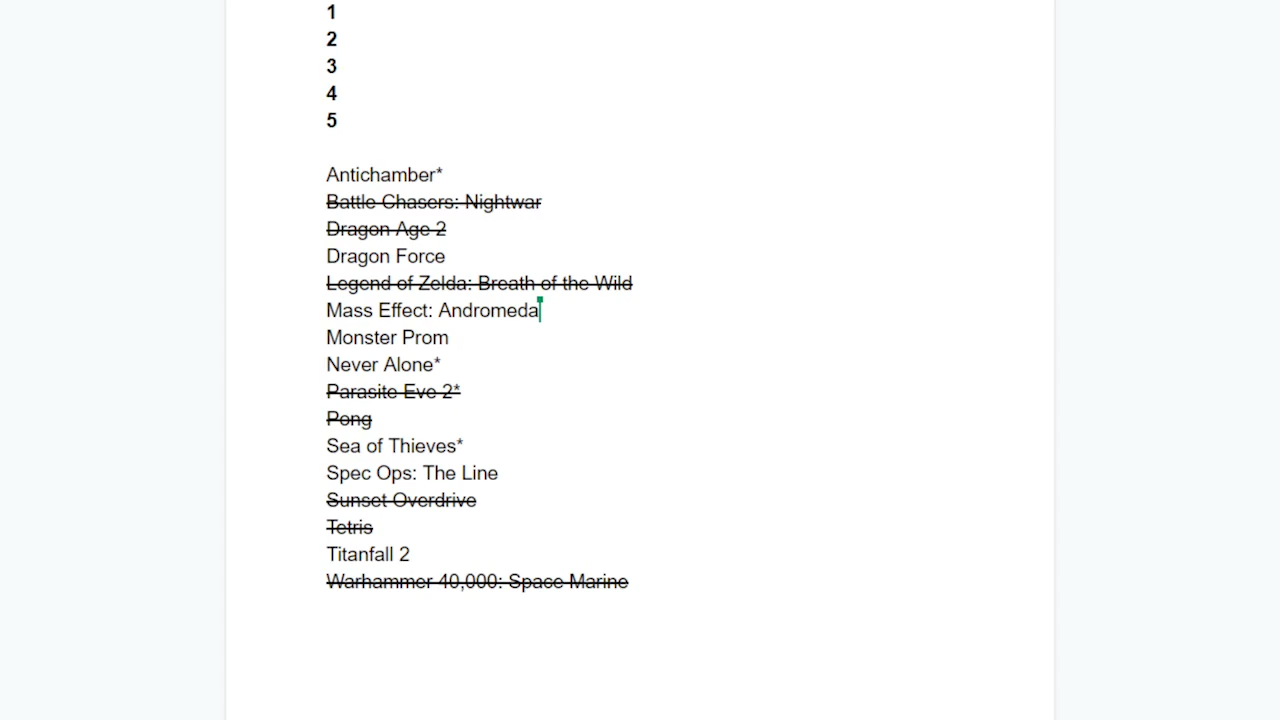 1
2
3
4
5
Antichamber*
Battle Chasers: Nightwar
Dragon Age 2
Dragon Force
Legend of Zelda: Breath of the Wild
Mass Effect: Andromeda
Monster Prom
Never Alone*
Parasite Eve 2*
Pong
Sea of Thieves*
Spec Ops: The Line
Sunset Overdrive
Tetris
Titanfall 2
Warhammer 40,000: Space Marine